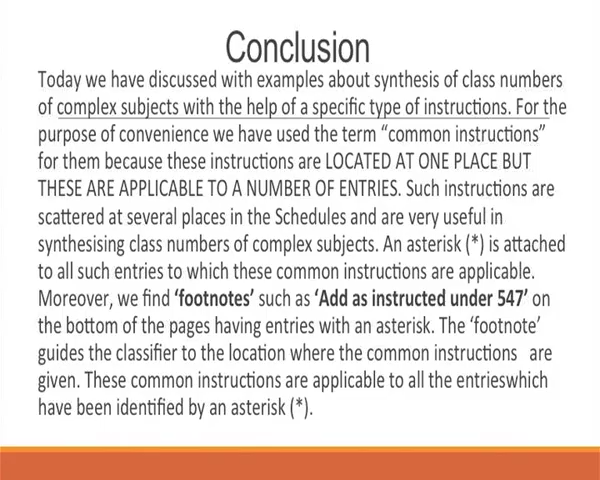 Conclusion
Today we have discussed with examples about synthesis of class numbers
of complex subjects with the help of a specific type of instructions. For the
purpose of convenience we have used the term “common instructions”
for them because these instructions are LOCATED AT ONE PLACE BUT
THESE ARE APPLICABLE TO A NUMBER OF ENTRIES. Such instructions are
scattered at several places in the Schedules and are very useful in
synthesising class numbers of complex subjects. An asterisk (*) is attached
to all such entries to which these common instructions are applicable.
Moreover, we find ‘footnotes’ such as ‘Add as instructed under 547’ on
the bottom of the pages having entries with an asterisk. The ‘footnote’
guides the classifier to the location where the common instructions are
given. These common instructions are applicable to all the entrieswhich
have been identified by an asterisk (*).